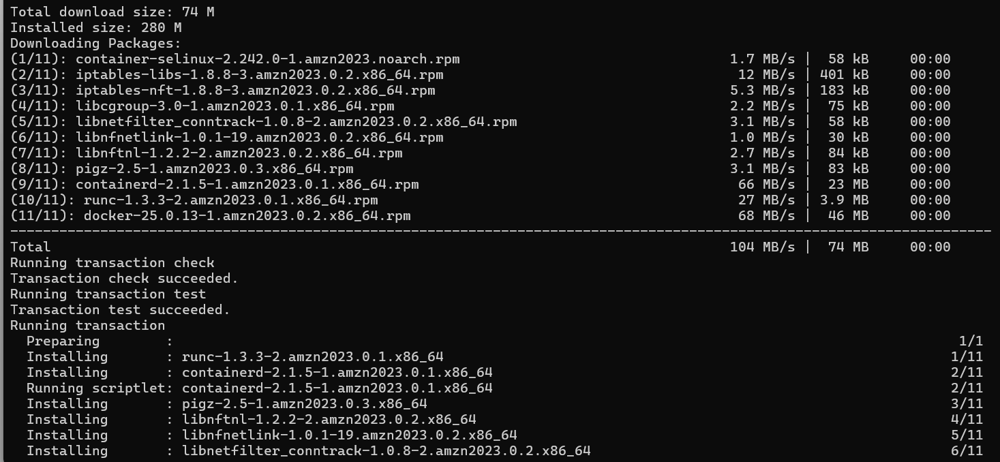 Total download size: 74 M
Installed size: 280 M
Downloading Packages:
(1/11): container-selinux-2.242.0-1.amzn2023.noarch.rpm 1.7 MB/s | 58 kB 00:00
(2/11): iptables-libs-1.8.8-3.amzn2023.0.2.x86_64.rpm 12 MB/s | 401 kB 00:00
(3/11): iptables-nft-1.8.8-3.amzn2023.0.2.x86_64.rpm 5.3 MB/s | 183 kB 00:00
(4/11): libcgroup-3.0-1.amzn2023.0.1.x86_64.rpm 2.2 MB/s | 75 kB 00:00
(5/11): libnetfilter_conntrack-1.0.8-2.amzn2023.0.2.x86_64.rpm 3.1 MB/s | 58 kB 00:00
(6/11): libnfnetlink-1.0.1-19.amzn2023.0.2.x86_64.rpm 1.0 MB/s | 30 kB 00:00
(7/11): libnftnl-1.2.2-2.amzn2023.0.2.x86_64.rpm 2.7 MB/s | 84 kB 00:00
(8/11): pigz-2.5-1.amzn2023.0.3.x86_64.rpm 3.1 MB/s | 83 kB 00:00
(9/11): containerd-2.1.5-1.amzn2023.0.1.x86_64.rpm 66 MB/s | 23 MB 00:00
(10/11): runc-1.3.3-2.amzn2023.0.1.x86_64.rpm 27 MB/s | 3.9 MB 00:00
(11/11): docker-25.0.13-1.amzn2023.0.2.x86_64.rpm 68 MB/s | 46 MB 00:00
--------------------------------------------------------------------------------
Total 104 MB/s | 74 MB 00:00
Running transaction check
Transaction check succeeded.
Running transaction test
Transaction test succeeded.
Running transaction
Preparing : 1/1
Installing : runc-1.3.3-2.amzn2023.0.1.x86_64 1/11
Installing : containerd-2.1.5-1.amzn2023.0.1.x86_64 2/11
Running scriptlet: containerd-2.1.5-1.amzn2023.0.1.x86_64 2/11
Installing : pigz-2.5-1.amzn2023.0.3.x86_64 3/11
Installing : libnftnl-1.2.2-2.amzn2023.0.2.x86_64 4/11
Installing : libnfnetlink-1.0.1-19.amzn2023.0.2.x86_64 5/11
Installing : libnetfilter_conntrack-1.0.8-2.amzn2023.0.2.x86_64 6/11